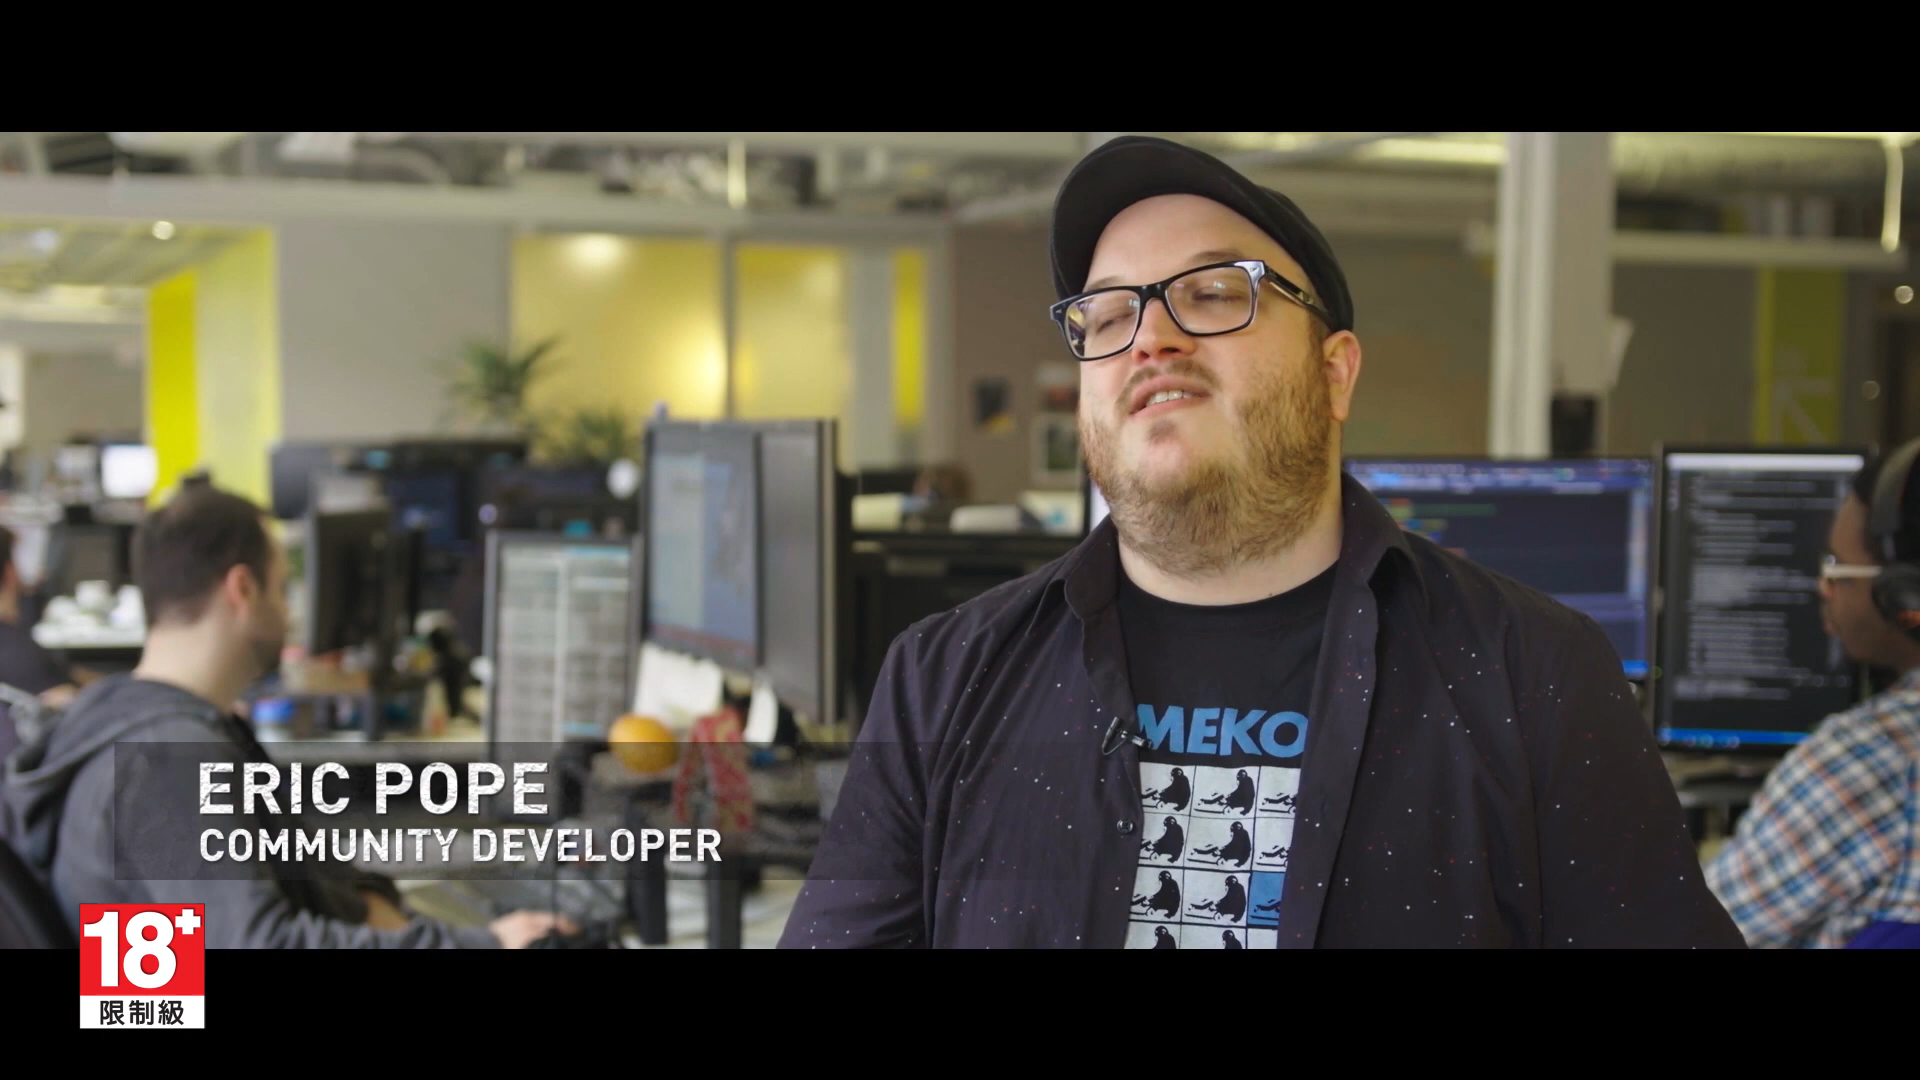 MEKO
ERIC POPE
COMMUNITY DEVELOPER
18+
限制級